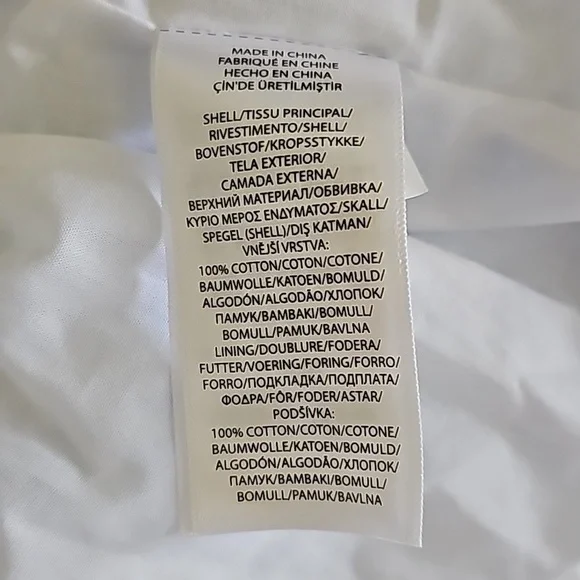 MADE IN CHINA
FABRIQUÉ EN CHINE
HECHO EN CHINA
ÇİN'DE ÜRETİLMİŞTİR
SHELL/TISSU PRINCIPAL/
RIVESTIMENTO/SHELL/
BOVENSTOF/KROPSSTYKKE/
TELA EXTERIOR/
CAMADA EXTERNA/
ВЕРХНИЙ МАТЕРИАЛ/ОБВИВКА/
ΚΥΡΙΟ ΜΕΡΟΣ ΕΝΔΥΜΑΤΟΣ/SKALL/
SPEGEL (SHELL)/DIŞ KATMAN/
VNĚJŠÍ VRSTVA:
100% COTTON/COTON/COTONE/
BAUMWOLLE/KATOEN/BOMULD/
ALGODÓN/ALGODÃO/ХЛОПОК/
ПАМУК/ΒΑΜΒΑΚΙ/BOMULL/
BOMULL/PAMUK/BAVLNA
LINING/DOUBLURE/FODERA/
FUTTER/VOERING/FORING/FORRO/
FORRO/ПОДКЛАДКА/ПОДПЛАТА/
ΦΟΔΡΑ/FÔR/FODER/ASTAR/
PODŠÍVKA:
100% COTTON/COTON/COTONE/
BAUMWOLLE/KATOEN/BOMULD/
ALGODÓN/ALGODÃO/ХЛОПОК/
ПАМУК/ΒΑΜΒΑΚΙ/BOMULL/
BOMULL/PAMUK/BAVLNA